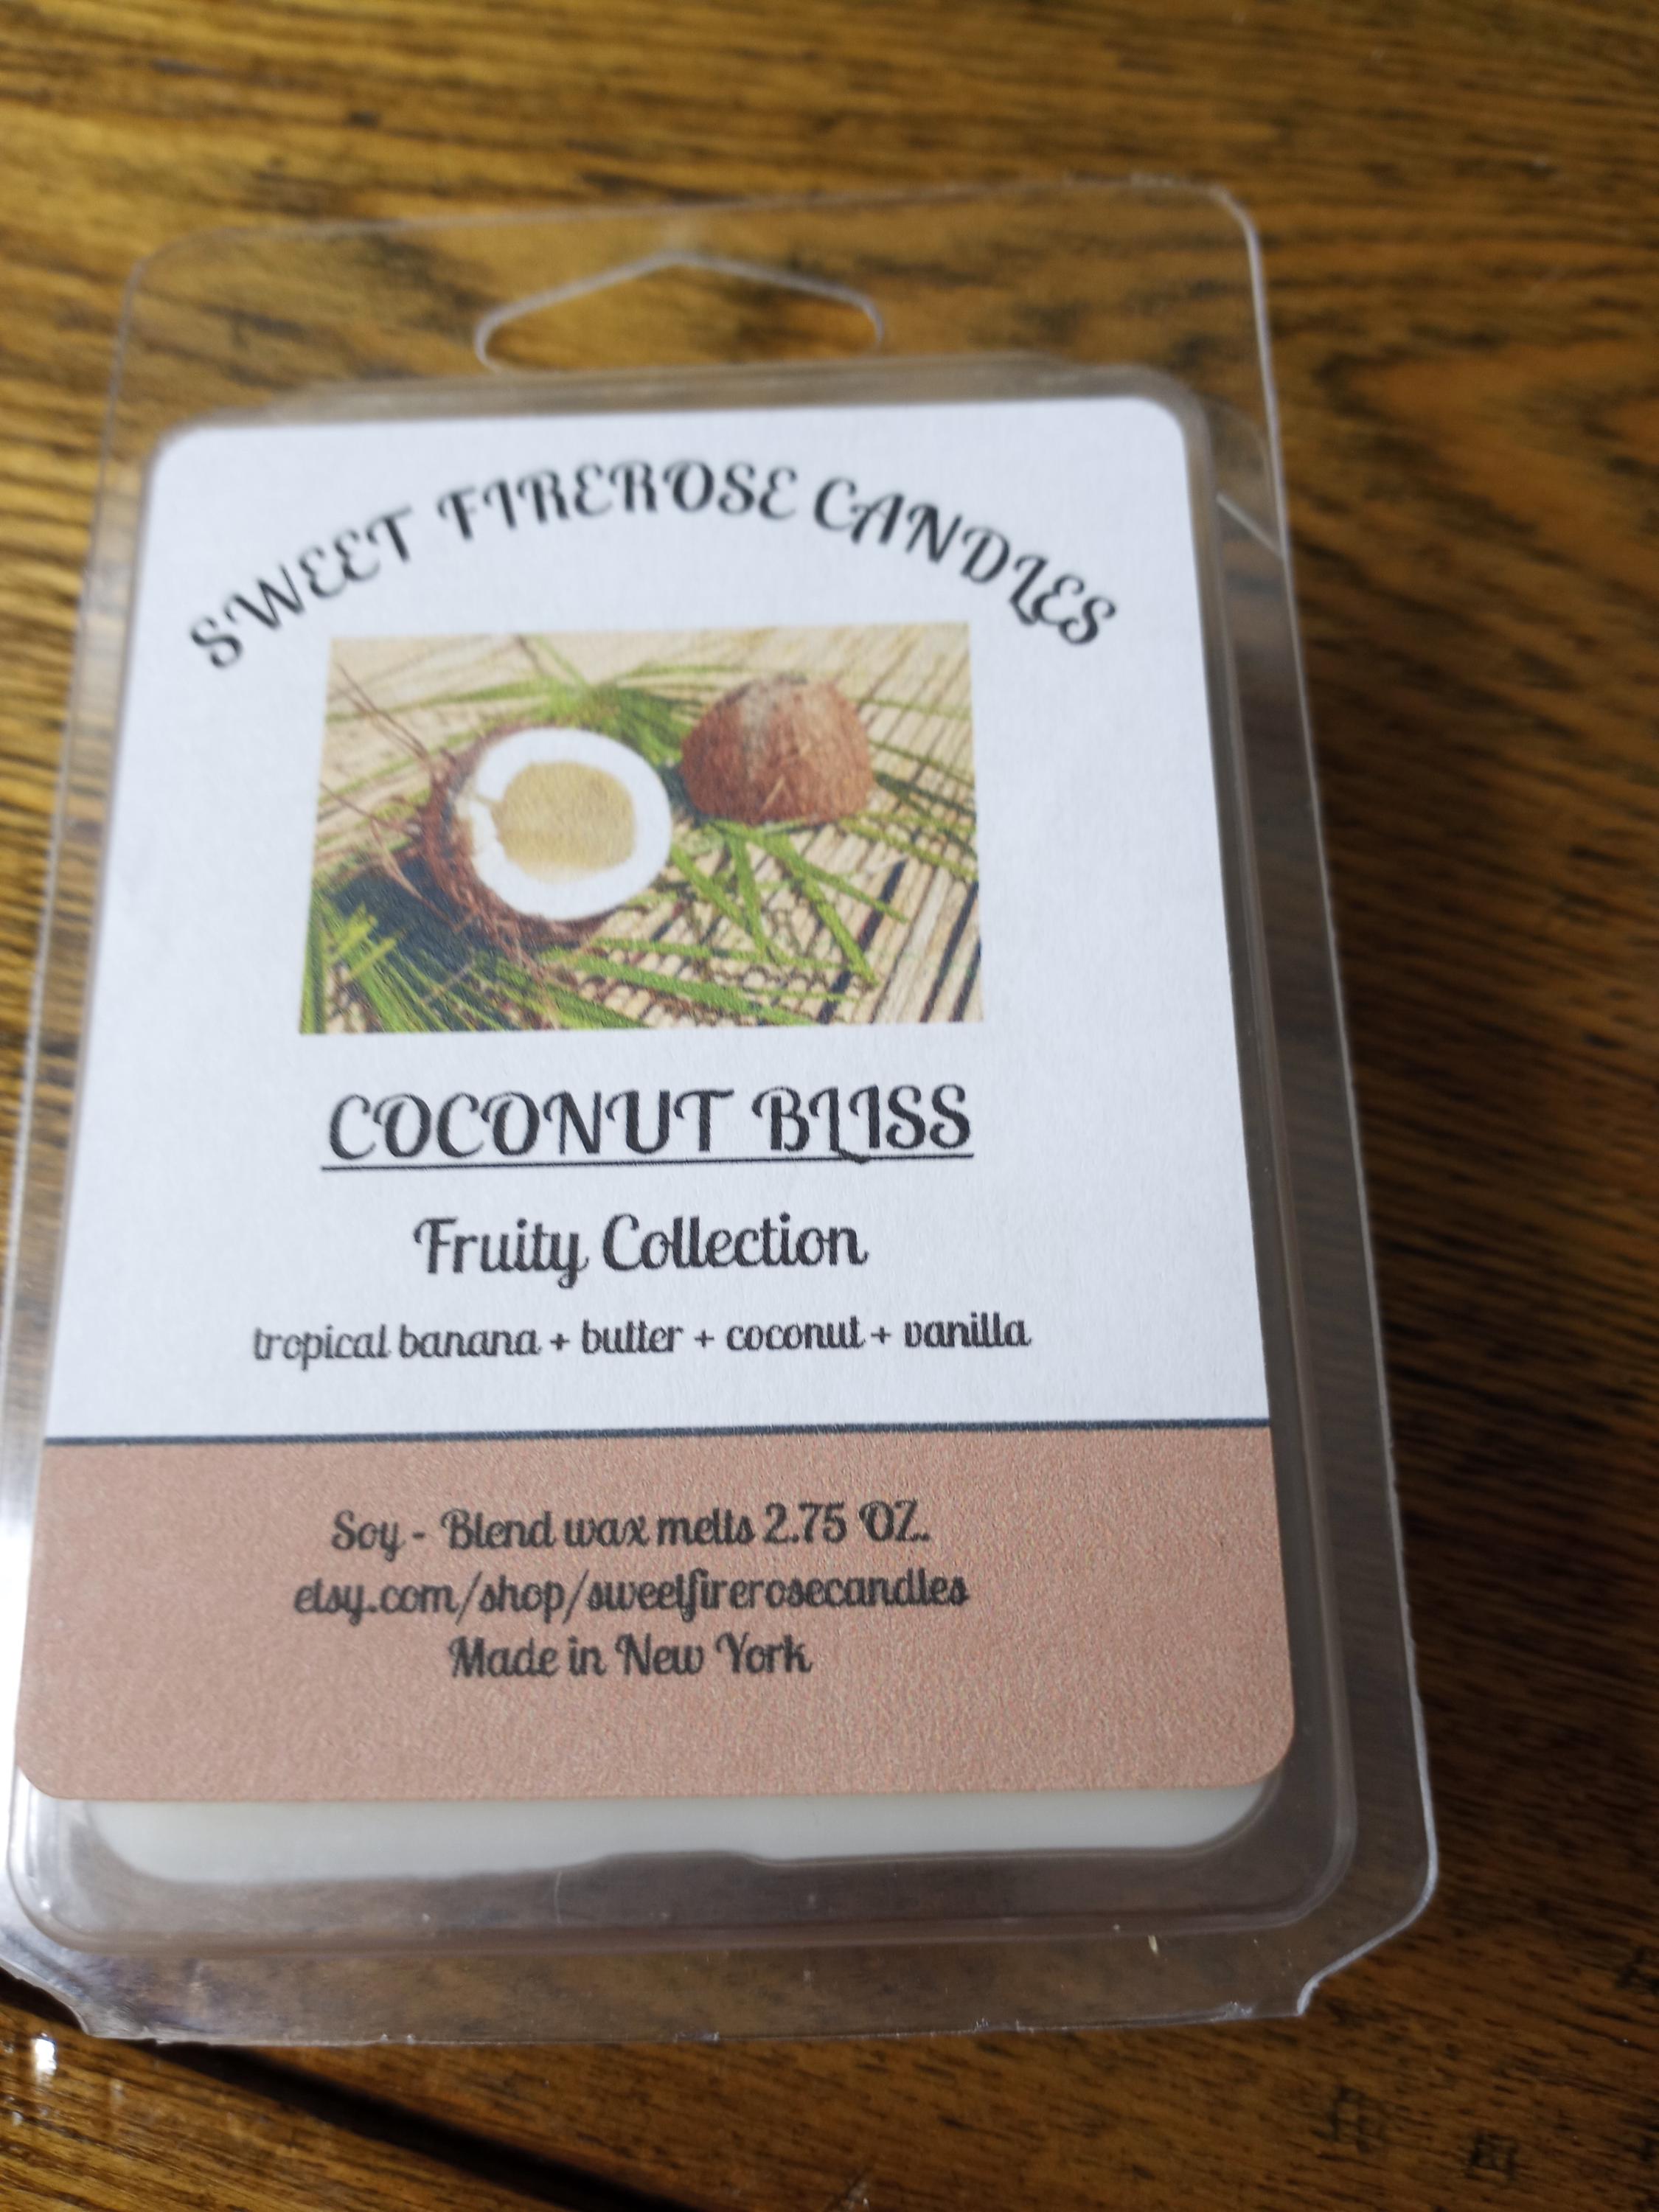 SWEET FIREROSE CANDLES
COCONUT BLISS
Fruity Collection
tropical banana + butter + coconut + vanilla
Soy - Blend wax melts 2.75 OZ.
etsy.com/shop/sweetfirerosecandles
Made in New York